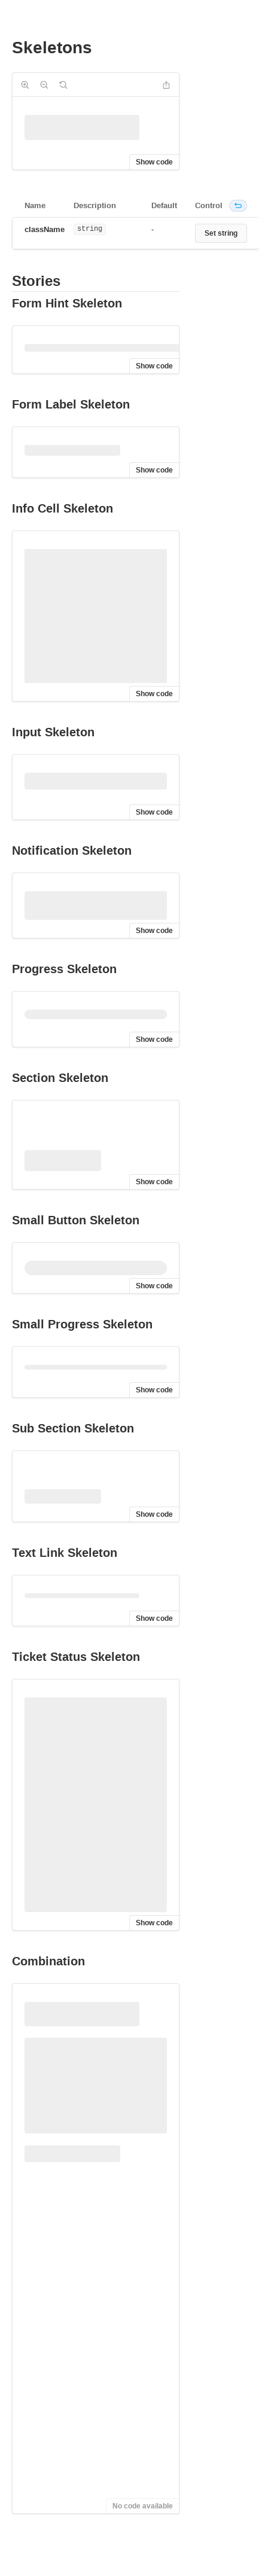 Skeletons
Show code
Name Description Default Control
className string - Set string
Stories
Form Hint Skeleton
Show code
Form Label Skeleton
Show code
Info Cell Skeleton
Show code
Input Skeleton
Show code
Notification Skeleton
Show code
Progress Skeleton
Show code
Section Skeleton
Show code
Small Button Skeleton
Show code
Small Progress Skeleton
Show code
Sub Section Skeleton
Show code
Text Link Skeleton
Show code
Ticket Status Skeleton
Show code
Combination
No code available